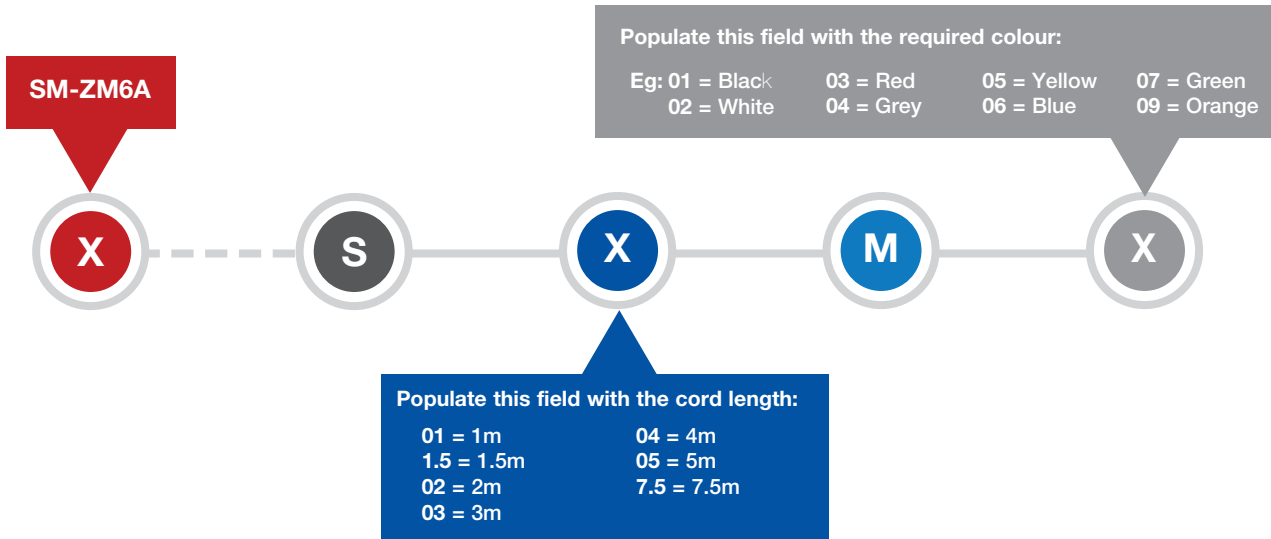 Populate this field with the required colour:
Eg: 01 = Black 03 = Red 05 = Yellow 07 = Green
02 = White 04 = Grey 06 = Blue 09 = Orange
SM-ZM6A
X S X M X
Populate this field with the cord length:
01 = 1m 04 = 4m
1.5 = 1.5m 05 = 5m
02 = 2m 7.5 = 7.5m
03 = 3m